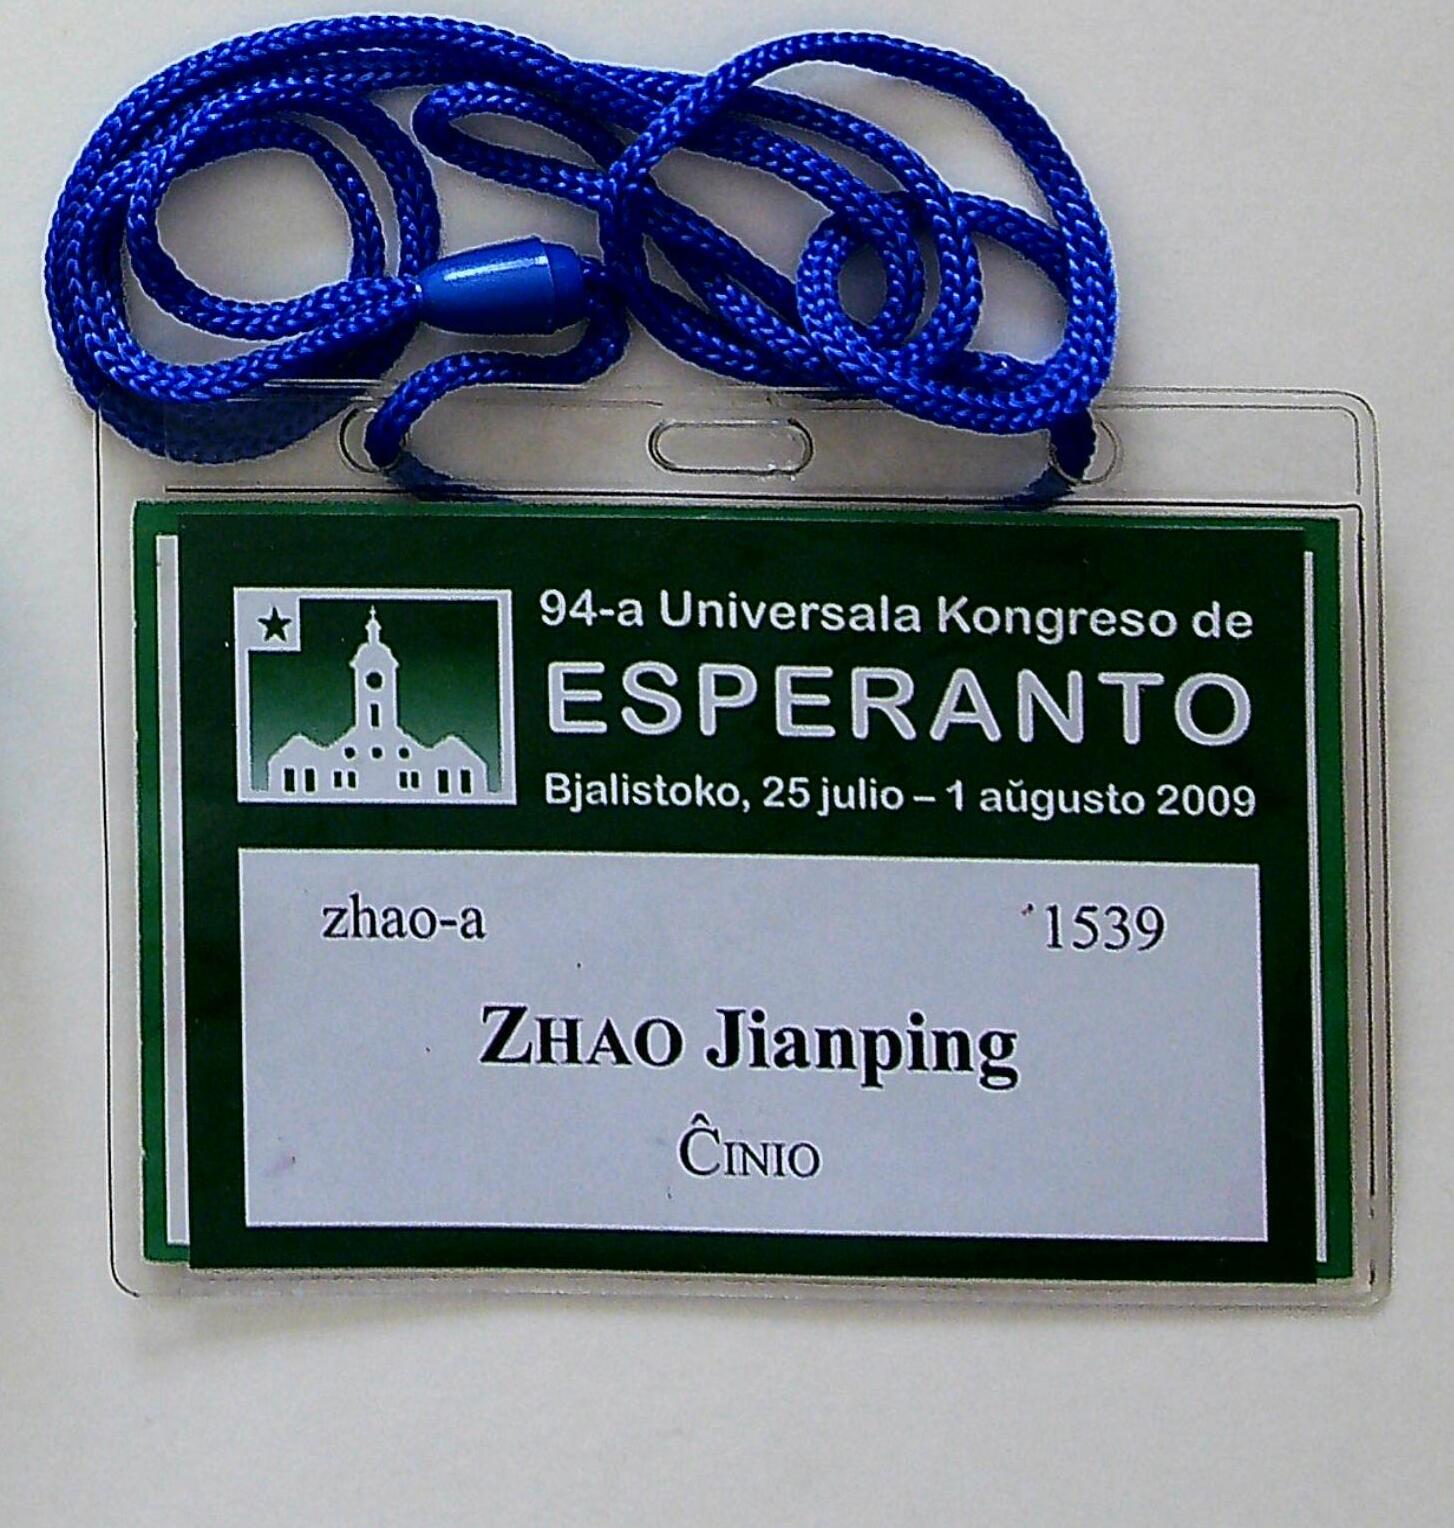 94-a Universala Kongreso de
ESPERANTO
Bjalistoko, 25 julio – 1 aŭgusto 2009
zhao-a 1539
ZHAO Jianping
ĈINIO